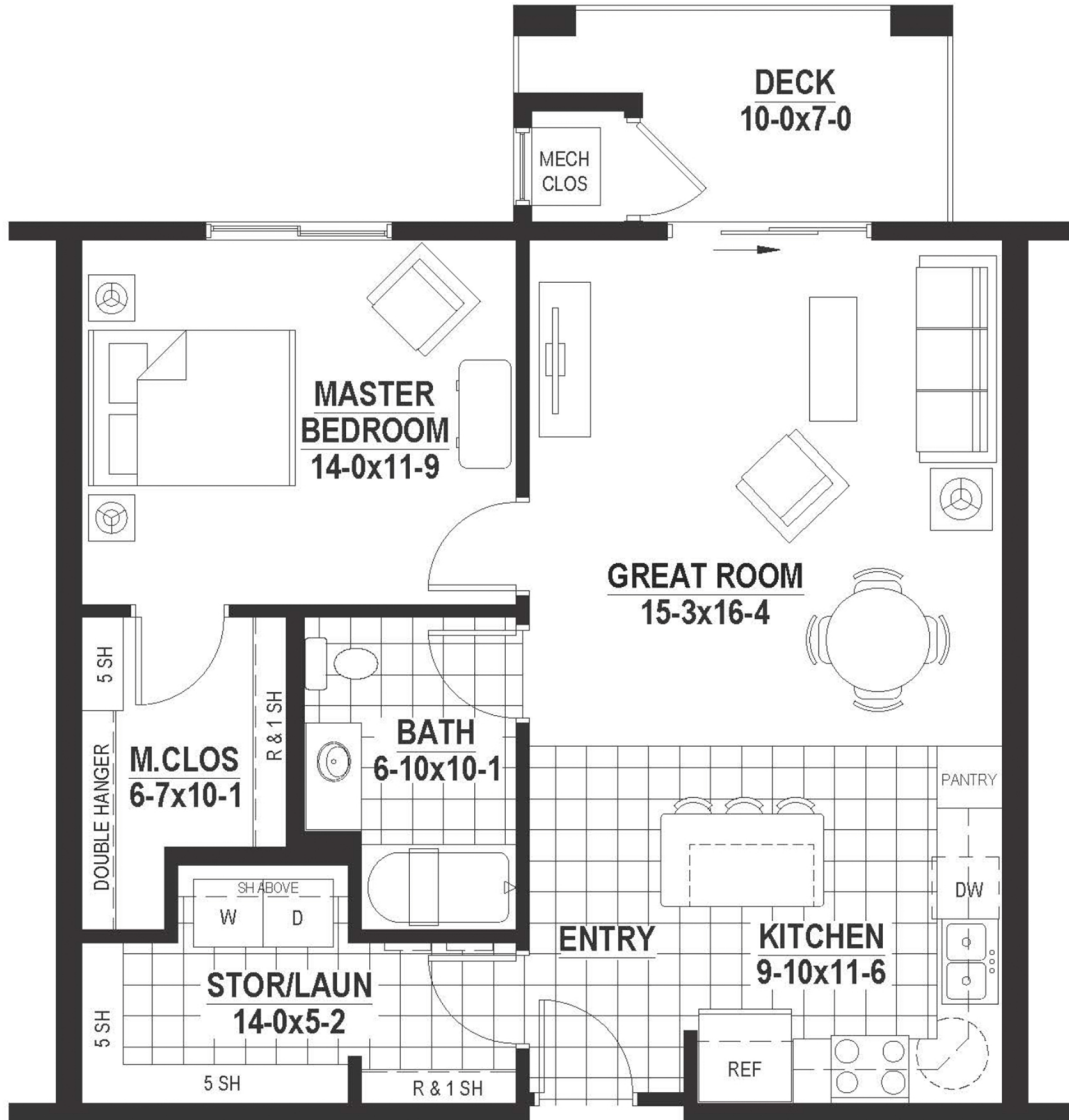 DECK
10-0x7-0
MECH
CLOS
MASTER
BEDROOM
14-0x11-9
GREAT ROOM
15-3x16-4
5 SH
R & 1 SH
DOUBLE HANGER
M.CLOS
6-7x10-1
BATH
6-10x10-1
PANTRY
DW
SH ABOVE
W
D
ENTRY
KITCHEN
9-10x11-6
STOR/LAUN
14-0x5-2
5 SH
5 SH
R & 1 SH
REF